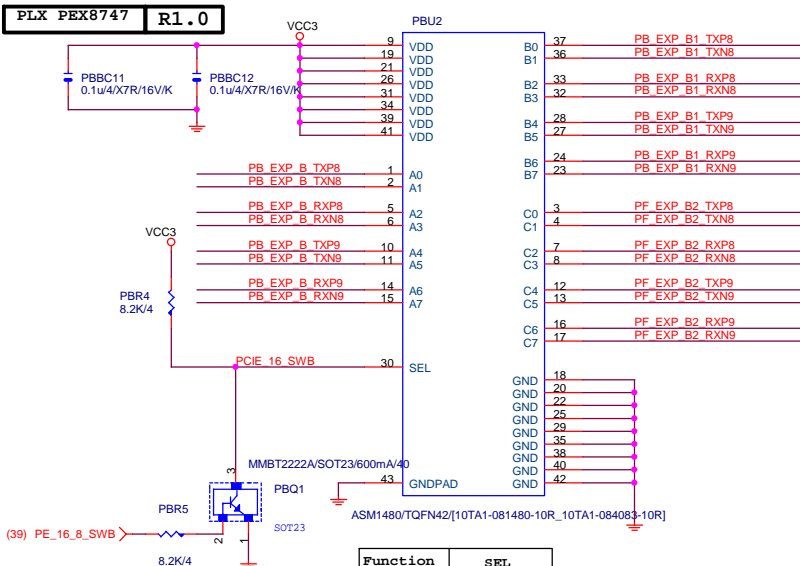 PLX PEX8747 R1.0
VCC3
PBU2
PBBC11
0.1u/4/X7R/16V/K
PBBC12
0.1u/4/X7R/16V/K
9 VDD
19 VDD
21 VDD
26 VDD
31 VDD
34 VDD
39 VDD
41 VDD
B0 37 PB_EXP_B1_TXP8
B1 36 PB_EXP_B1_TXN8
B2 33 PB_EXP_B1_RXP8
B3 32 PB_EXP_B1_RXN8
B4 28 PB_EXP_B1_TXP9
B5 27 PB_EXP_B1_TXN9
B6 24 PB_EXP_B1_RXP9
B7 23 PB_EXP_B1_RXN9
PB_EXP_B_TXP8 1 A0
PB_EXP_B_TXN8 2 A1
PB_EXP_B_RXP8 5 A2
PB_EXP_B_RXN8 6 A3
PB_EXP_B_TXP9 10 A4
PB_EXP_B_TXN9 11 A5
PB_EXP_B_RXP9 14 A6
PB_EXP_B_RXN9 15 A7
C0 3 PF_EXP_B2_TXP8
C1 4 PF_EXP_B2_TXN8
C2 7 PF_EXP_B2_RXP8
C3 8 PF_EXP_B2_RXN8
C4 12 PF_EXP_B2_TXP9
C5 13 PF_EXP_B2_TXN9
C6 16 PF_EXP_B2_RXP9
C7 17 PF_EXP_B2_RXN9
VCC3
PBR4
8.2K/4
PCIE_16_SWB 30 SEL
GND 18
GND 20
GND 22
GND 25
GND 29
GND 35
GND 38
GND 40
GND 42
43 GNDPAD
MMBT2222A/SOT23/600mA/40
3
PBQ1
SOT23
2
1
PBR5
8.2K/4
(39) PE_16_8_SWB
ASM1480/TQFN42/[10TA1-081480-10R_10TA1-084083-10R]
Function SEL